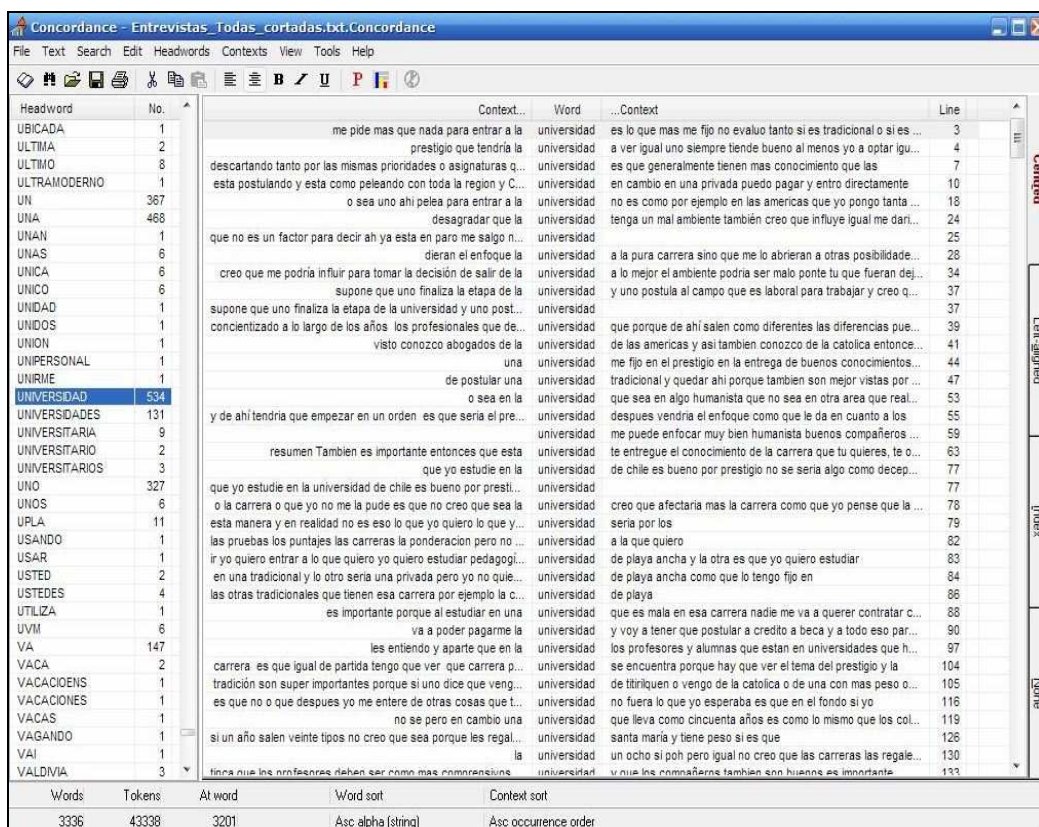 Concordance - Entrevistas_Todas_cortadas.txt.Concordance
File Text Search Edit Headwords Contexts View Tools Help
B I U P
Headword No. Context... Word ...Context Line
UBICADA 1 me pide mas que nada para entrar a la universidad es lo que mas me fijo no evaluo tanto si es tradicional o si es ... 3
ULTIMA 2 prestigio que tendría la universidad a ver igual uno siempre tiende bueno al menos yo a optar igu... 4
ULTIMO 8 descartando tanto por las mismas prioridades o asignaturas q... universidad es que generalmente tienen mas conocimiento que las 7
ULTRAMODERNO 1 esta postulando y esta como peleando con toda la region y C... universidad en cambio en una privada puedo pagar y entro directamente 10
UN 367 o sea uno ahi pelea para entrar a la universidad no es como por ejemplo en las americas que yo pongo tanta ... 18
UNA 468 desagradar que la universidad tenga un mal ambiente también creo que influye igual me dari... 24
UNAN 1 que no es un factor para decir ah ya esta en paro me salgo n... universidad 25
UNAS 6 dieran el enfoque la universidad a la pura carrera sino que me lo abrieran a otras posibilidade... 28
UNICA 6 creo que me podría influir para tomar la decisión de salir de la universidad a lo mejor el ambiente podria ser malo ponte tu que fueran dej... 34
UNICO 6 supone que uno finaliza la etapa de la universidad y uno postula al campo que es laboral para trabajar y creo q... 37
UNIDAD 1 supone que uno finaliza la etapa de la universidad y uno post... universidad 37
UNIDOS 1 concientizado a lo largo de los años los profesionales que de... universidad que porque de ahí salen como diferentes las diferencias pue... 39
UNION 1 visto conozco abogados de la universidad de las americas y asi tambien conozco de la catolica entonce... 41
UNIPERSONAL 1 una universidad me fijo en el prestigio en la entrega de buenos conocimientos... 44
UNIRME 1 de postular una universidad tradicional y quedar ahi porque tambien son mejor vistas por ... 47
UNIVERSIDAD 534 o sea en la universidad que sea en algo humanista que no sea en otra area que real... 53
UNIVERSIDADES 131 y de ahí tendria que empezar en un orden es que seria el pre... universidad despues vendria el enfoque como que le da en cuanto a los 55
UNIVERSITARIA 9 universidad me puede enfocar muy bien humanista buenos compañeros ... 59
UNIVERSITARIO 2 resumen Tambien es importante entonces que esta universidad te entregue el conocimiento de la carrera que tu quieres, te o... 63
UNIVERSITARIOS 3 que yo estudie en la universidad de chile es bueno por prestigio no se seria algo como decep... 77
UNO 327 que yo estudie en la universidad de chile es bueno por presti... universidad 77
UNOS 6 o la carrera o que yo no me la pude es que no creo que sea la universidad creo que afectaria mas la carrera como que yo pense que la ... 78
UPLA 11 esta manera y en realidad no es eso lo que yo quiero lo que y... universidad seria por los 79
USANDO 1 las pruebas los puntajes las carreras la ponderacion pero no ... universidad a la que quiero 82
USAR 1 ir yo quiero entrar a lo que quiero yo quiero estudiar pedagogí... universidad de playa ancha y la otra es que yo quiero estudiar 83
USTED 2 en una tradicional y lo otro seria una privada pero yo no quie... universidad de playa ancha como que lo tengo fijo en 84
USTEDES 4 las otras tradicionales que tienen esa carrera por ejemplo la c... universidad de playa 86
UTILIZA 1 es importante porque al estudiar en una universidad que es mala en esa carrera nadie me va a querer contratar c... 88
UVM 6 va a poder pagarme la universidad y voy a tener que postular a credito a beca y a todo eso par... 90
VA 147 les entiendo y aparte que en la universidad los profesores y alumnas que estan en universidades que h... 97
VACA 2 carrera es que igual de partida tengo que ver que carrera p... universidad se encuentra porque hay que ver el tema del prestigio y la 104
VACACIOENS 1 tradición son super importantes porque si uno dice que veng... universidad de titirilquen o vengo de la catolica o de una con mas peso o... 105
VACACIONES 1 es que no o que despues yo me entere de otras cosas que t... universidad no fuera lo que yo esperaba es que en el fondo si yo 116
VACAS 1 no se pero en cambio una universidad que lleva como cincuenta años es como lo mismo que los col... 119
VAGANDO 1 si un año salen veinte tipos no creo que sea porque les regal... universidad santa maría y tiene peso si es que 126
VAI 1 la universidad un ocho si poh pero igual no creo que las carreras las regale... 130
VALDIVIA 3 tinca que los profesores deben ser como mas comprensivos universidad y que los compañeros tambien son buenos es importante 133
Centred
Left-aligned
Index
None
Words Tokens At word Word sort Context sort
3336 43338 3201 Asc alpha (string) Asc occurrence order